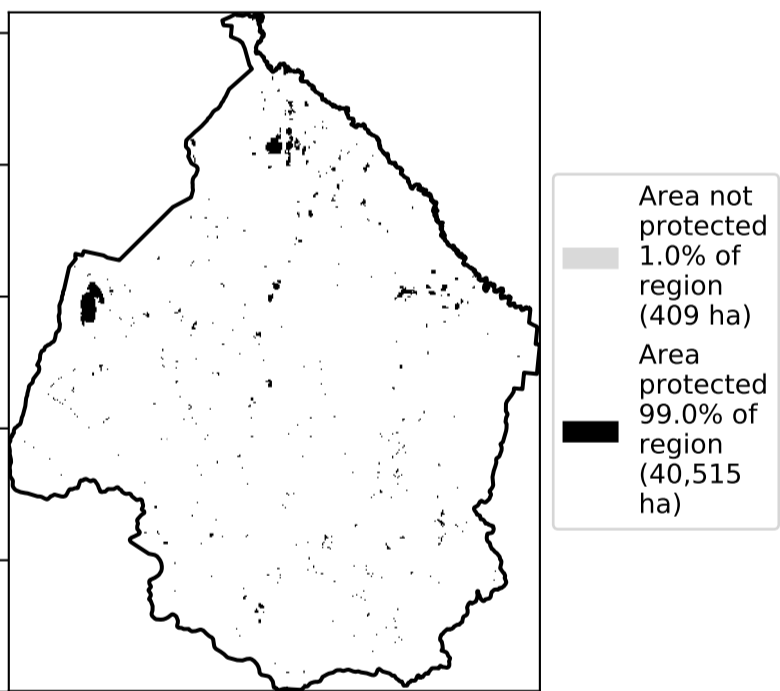 Area not
protected
1.0% of
region
(409 ha)
Area
protected
99.0% of
region
(40,515
ha)